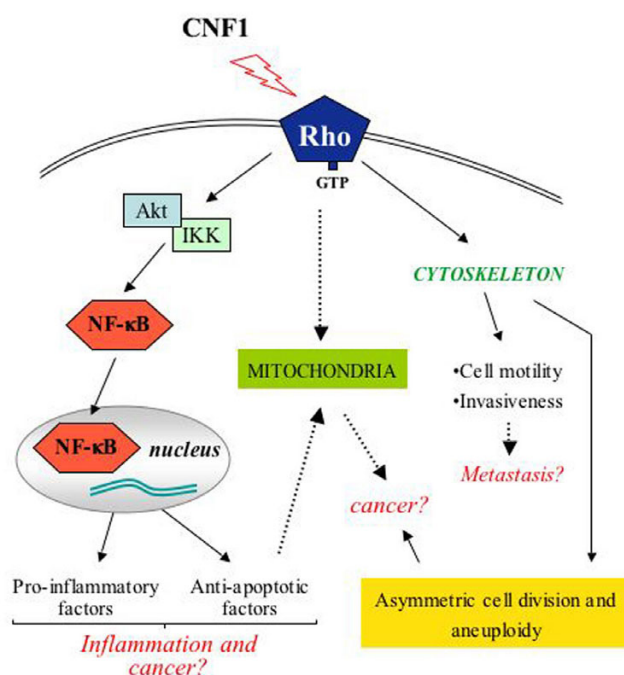 CNF1
Rho
GTP
Akt
IKK
CYTOSKELETON
NF-κB
MITOCHONDRIA
•Cell motility
•Invasiveness
NF-κB
nucleus
Metastasis?
cancer?
Pro-inflammatory
factors
Anti-apoptotic
factors
Asymmetric cell division and
aneuploidy
Inflammation and
cancer?